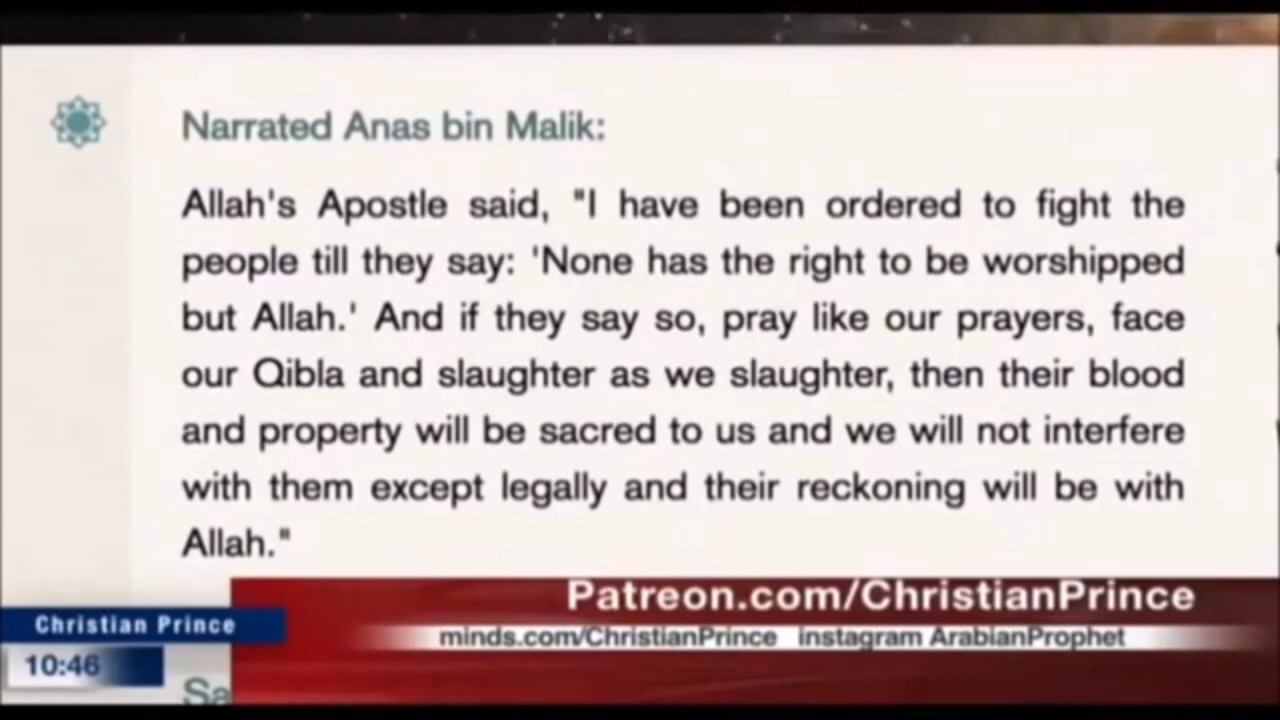 Narrated Anas bin Malik:
Allah's Apostle said, "I have been ordered to fight the
people till they say: 'None has the right to be worshipped
but Allah.' And if they say so, pray like our prayers, face
our Qibla and slaughter as we slaughter, then their blood
and property will be sacred to us and we will not interfere
with them except legally and their reckoning will be with
Allah."
Patreon.com/ChristianPrince
Christian Prince
minds.com/ChristianPrince instagram ArabianProphet
10:46